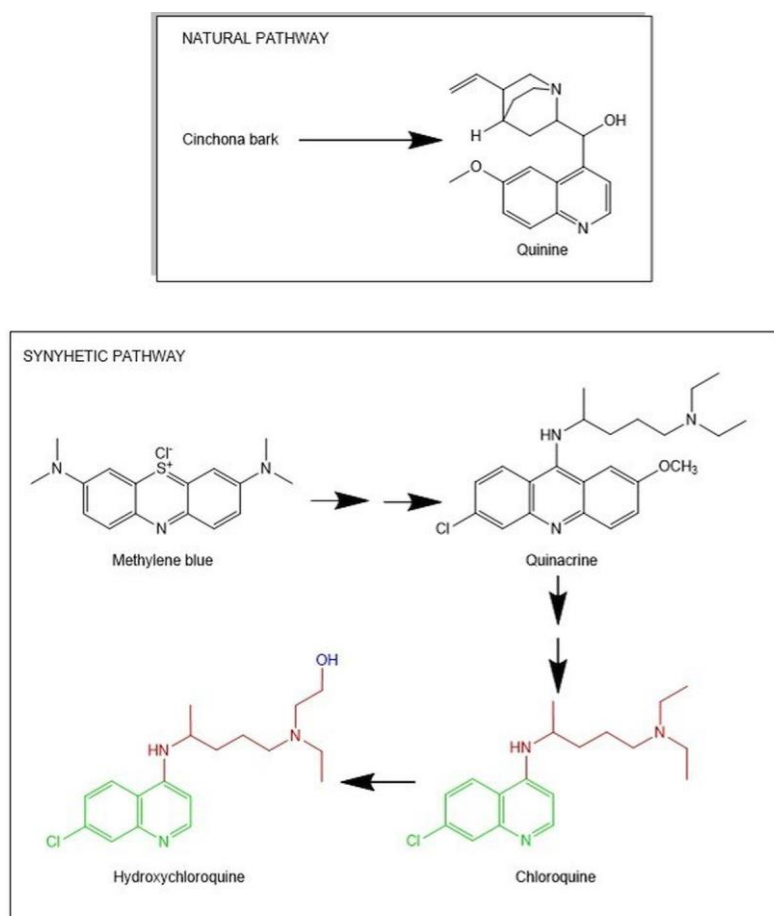 NATURAL PATHWAY
Cinchona bark
N
OH
H
O
N
Quinine
SYNYHETIC PATHWAY
Cl-
N
S+
N
N
Methylene blue
N
HN
OCH3
Cl
N
Quinacrine
OH
N
HN
Cl
N
Hydroxychloroquine
N
HN
Cl
N
Chloroquine